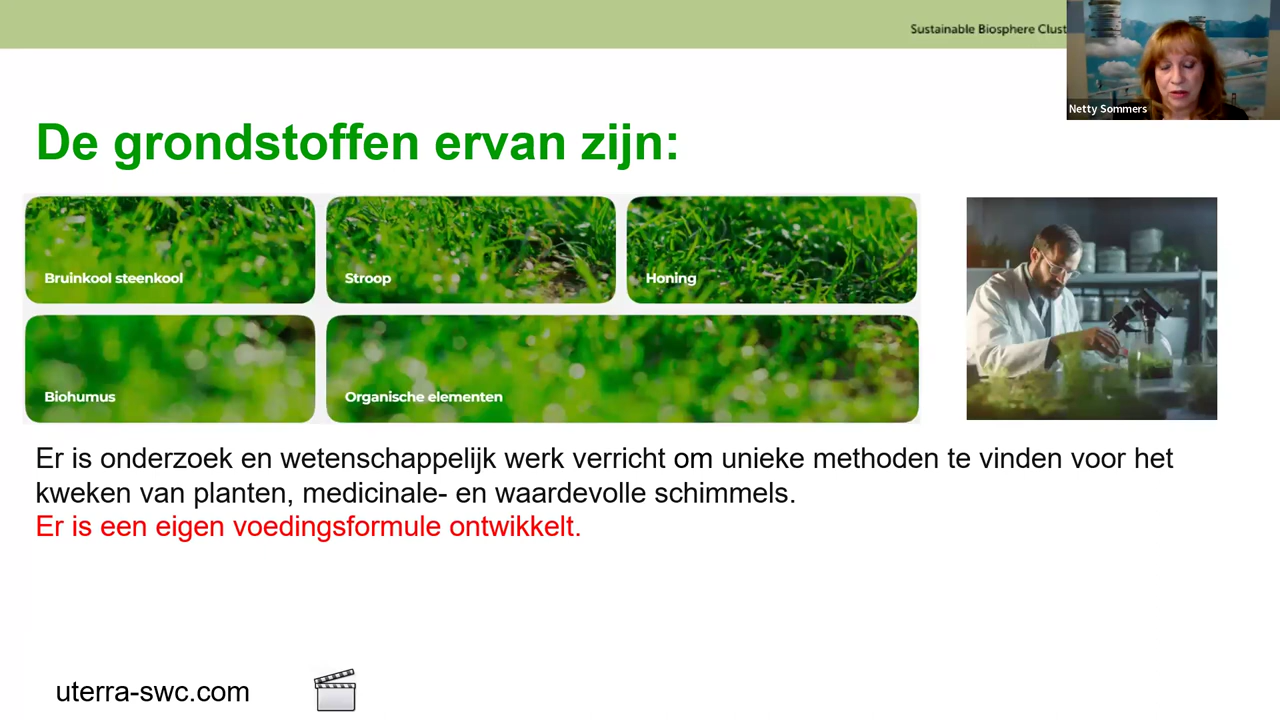 Sustainable Biosphere Clust
Netty Sommers
De grondstoffen ervan zijn:
Bruinkool steenkool
Stroop
Honing
Biohumus
Organische elementen
Er is onderzoek en wetenschappelijk werk verricht om unieke methoden te vinden voor het
kweken van planten, medicinale- en waardevolle schimmels.
Er is een eigen voedingsformule ontwikkelt.
uterra-swc.com